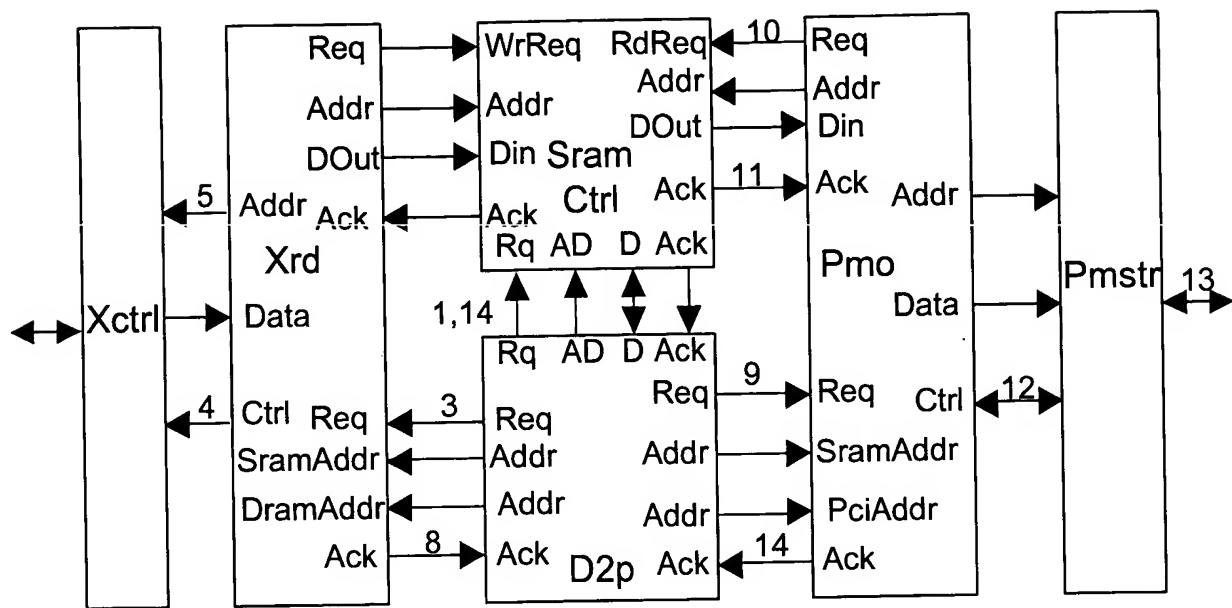 Req
WrReq
RdReq
10
Req
Addr
Addr
Addr
Addr
DOut
Din
Sram
Ctrl
DOut
Din
5
Addr
Ack
Ack
Ack
11
Ack
Addr
Xrd
Rq
AD
D
Ack
Pmo
Pmstr
13
Xctrl
Data
1,14
Data
Rq
AD
D
Ack
4
Ctrl
Req
3
Req
Req
9
Req
Ctrl
12
SramAddr
Addr
Addr
SramAddr
DramAddr
Addr
Addr
PciAddr
Ack
8
Ack
D2p
Ack
14
Ack